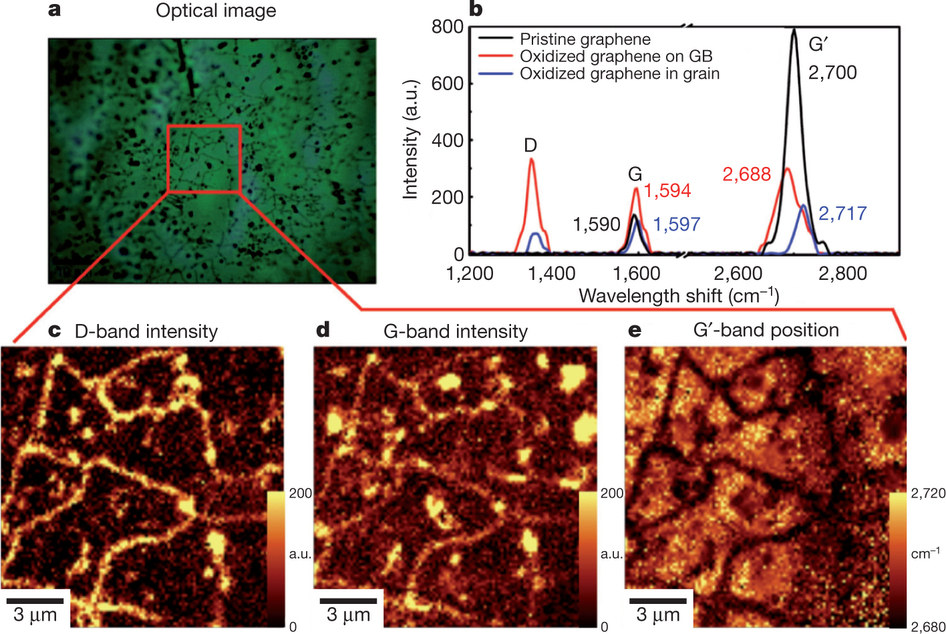 a
Optical image
b
800
600
400
200
0
Intensity (a.u.)
Pristine graphene
Oxidized graphene on GB
Oxidized graphene in grain
D
G
G′
2,700
2,688
2,717
1,594
1,590
1,597
1,200
1,400
1,600
2,600
2,800
Wavelength shift (cm⁻¹)
c
D-band intensity
200
a.u.
0
3 μm
d
G-band intensity
200
a.u.
0
3 μm
e
G′-band position
2,720
cm⁻¹
2,680
3 μm